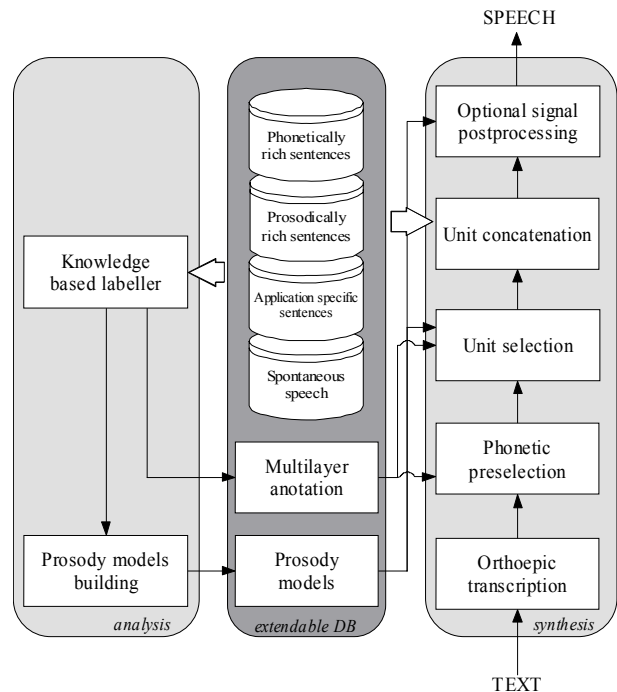 SPEECH
Optional signal
postprocessing
Phonetically
rich sentences
Prosodically
rich sentences
Unit concatenation
Knowledge
based labeller
Application specific
sentences
Unit selection
Spontaneous
speech
Multilayer
anotation
Phonetic
preselection
Prosody models
building
Prosody
models
Orthoepic
transcription
analysis
extendable DB
synthesis
TEXT